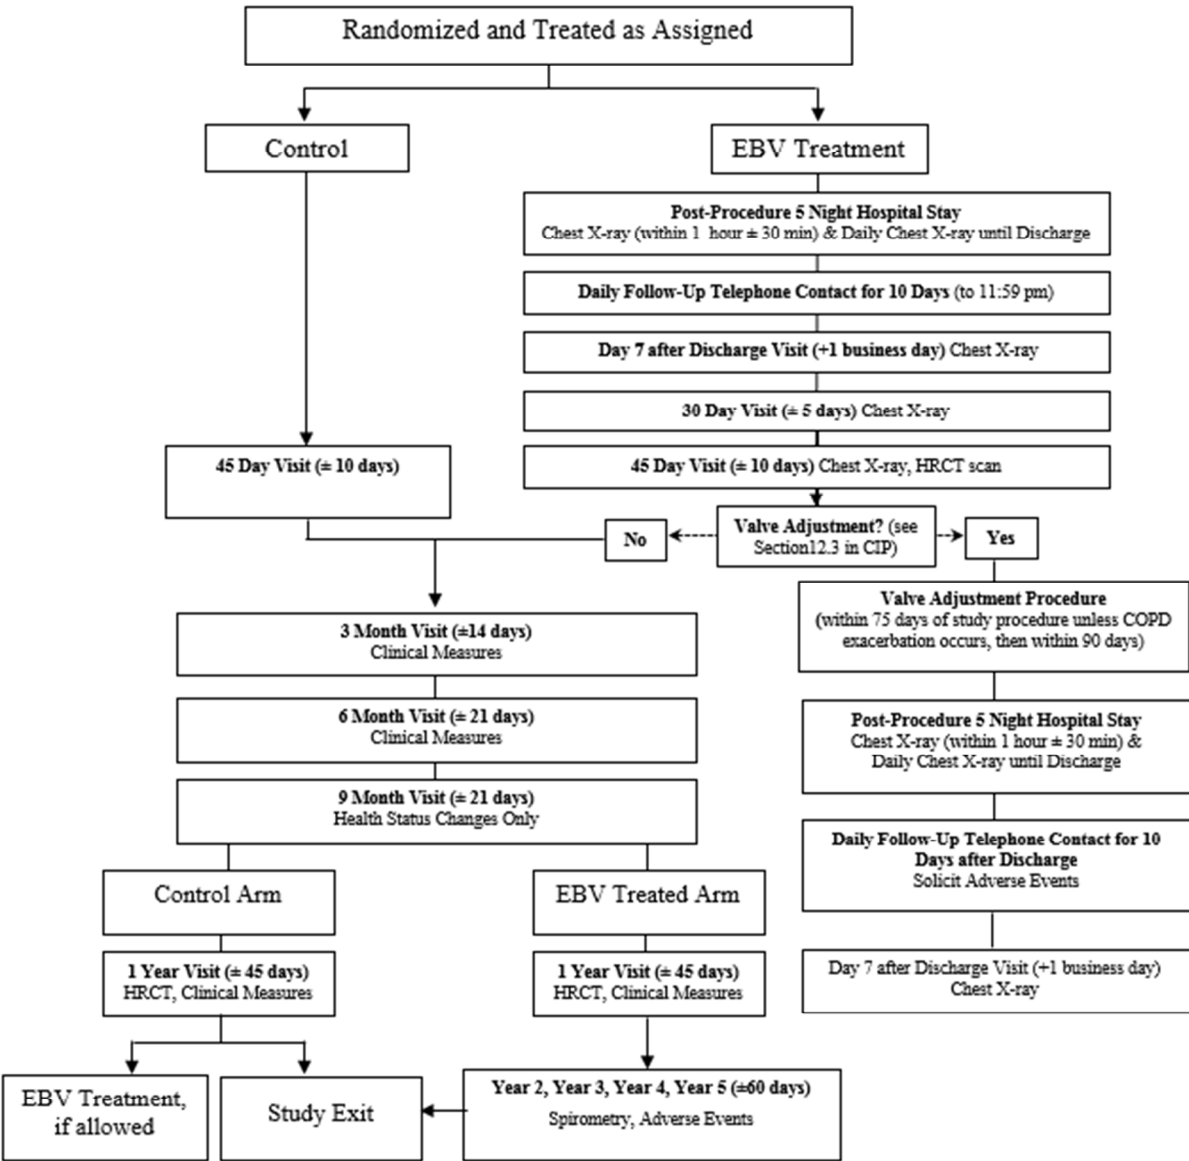 Randomized and Treated as Assigned
Control
EBV Treatment
Post-Procedure 5 Night Hospital Stay
Chest X-ray (within 1 hour ± 30 min) & Daily Chest X-ray until Discharge
Daily Follow-Up Telephone Contact for 10 Days (to 11:59 pm)
Day 7 after Discharge Visit (+1 business day) Chest X-ray
30 Day Visit (± 5 days) Chest X-ray
45 Day Visit (± 10 days)
45 Day Visit (± 10 days) Chest X-ray, HRCT scan
No
Valve Adjustment? (see
Section12.3 in CIP)
Yes
Valve Adjustment Procedure
(within 75 days of study procedure unless COPD
exacerbation occurs, then within 90 days)
3 Month Visit (±14 days)
Clinical Measures
6 Month Visit (± 21 days)
Clinical Measures
Post-Procedure 5 Night Hospital Stay
Chest X-ray (within 1 hour ± 30 min) &
Daily Chest X-ray until Discharge
9 Month Visit (± 21 days)
Health Status Changes Only
Daily Follow-Up Telephone Contact for 10
Days after Discharge
Solicit Adverse Events
Control Arm
EBV Treated Arm
1 Year Visit (± 45 days)
HRCT, Clinical Measures
1 Year Visit (± 45 days)
HRCT, Clinical Measures
Day 7 after Discharge Visit (+1 business day)
Chest X-ray
EBV Treatment,
if allowed
Study Exit
Year 2, Year 3, Year 4, Year 5 (±60 days)
Spirometry, Adverse Events